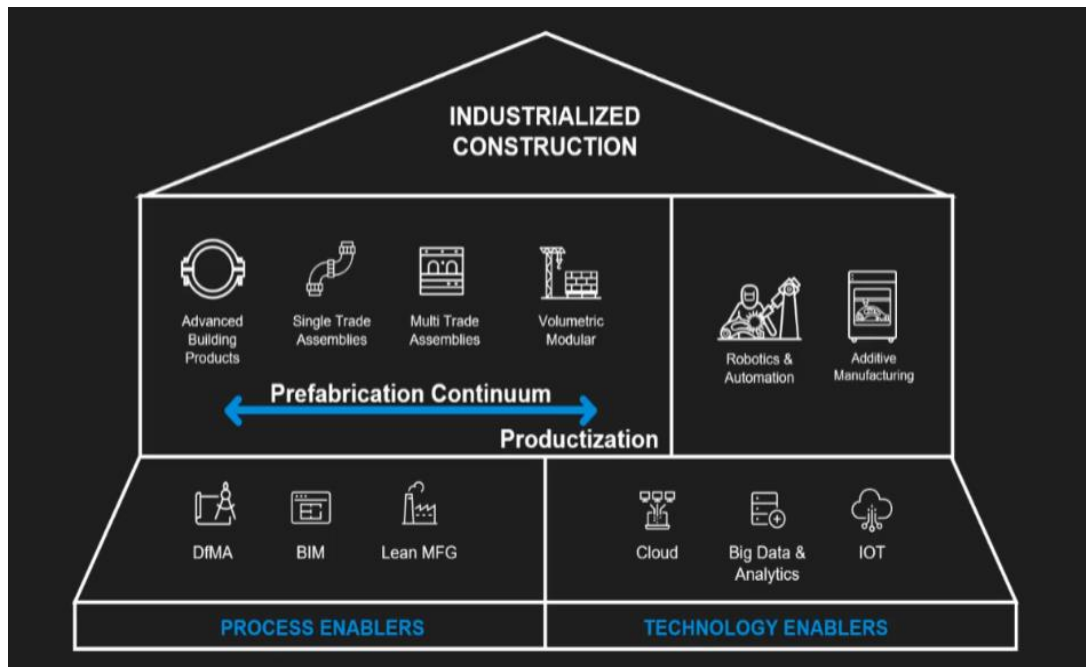 INDUSTRIALIZED
CONSTRUCTION
Advanced
Building
Products
Single Trade
Assemblies
Multi Trade
Assemblies
Volumetric
Modular
Robotics &
Automation
Additive
Manufacturing
Prefabrication Continuum
Productization
DfMA
BIM
Lean MFG
Cloud
Big Data &
Analytics
IOT
PROCESS ENABLERS
TECHNOLOGY ENABLERS